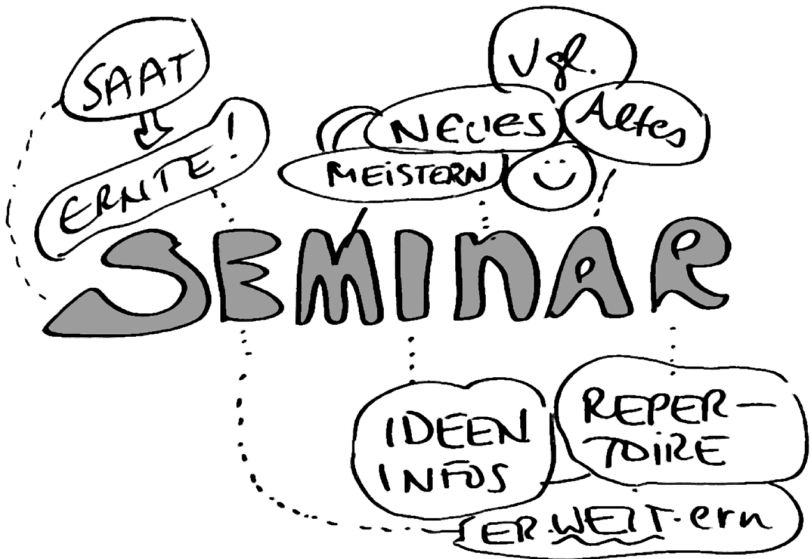 SAAT
ERNTE!
Vgl.
NEUES
Altes
MEISTERN
SEMINAR
IDEEN
INFOS
REPER-
TOIRE
ER-WEIT-ern